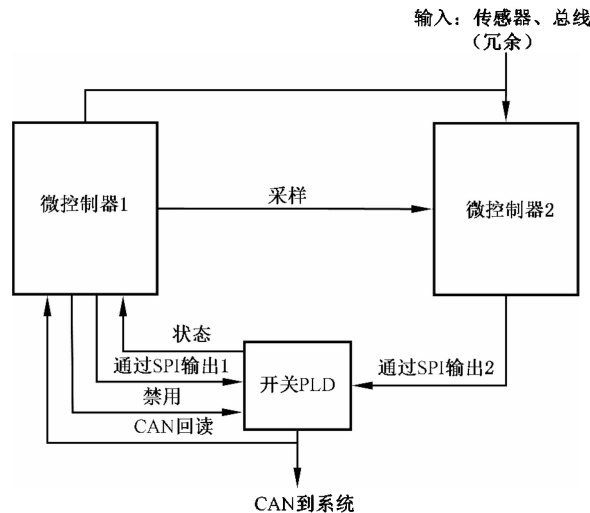 输入：传感器、总线
（冗余）
微控制器1
采样
微控制器2
状态
通过SPI输出1
开关PLD
通过SPI输出2
禁用
CAN回读
CAN到系统